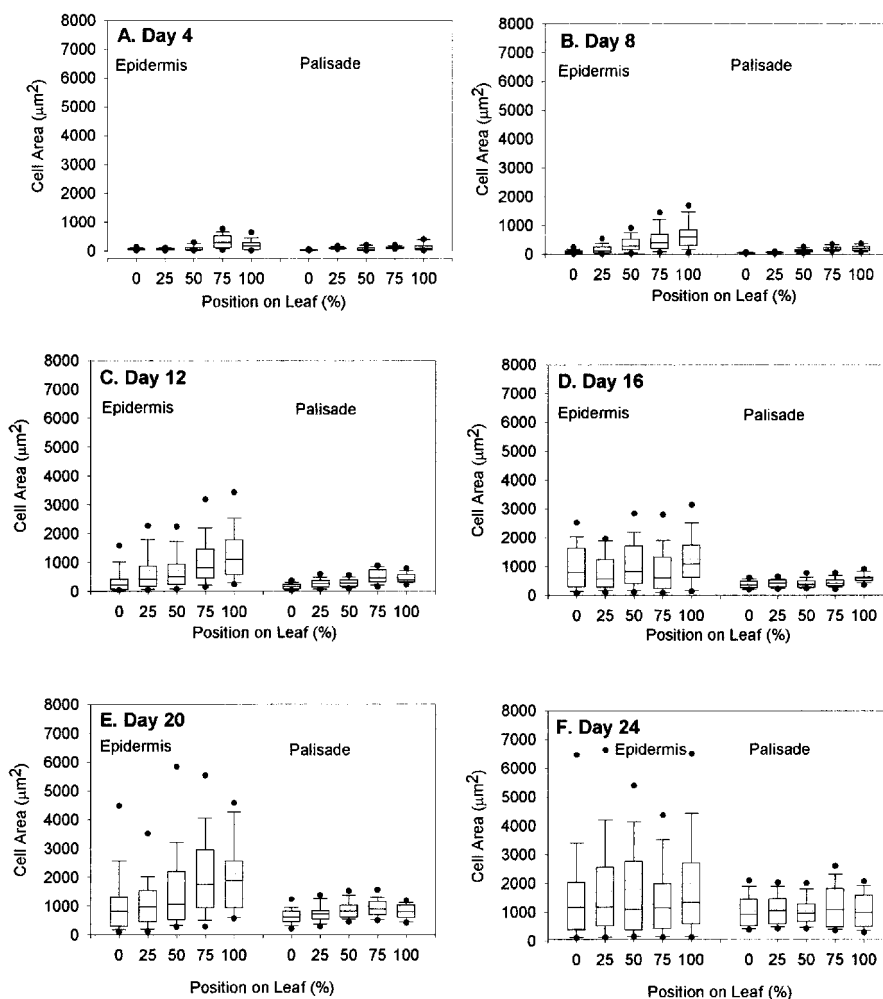 A. Day 4
Epidermis
Palisade
Cell Area (μm²)
8000
7000
6000
5000
4000
3000
2000
1000
0
0 25 50 75 100 0 25 50 75 100
Position on Leaf (%)
B. Day 8
Epidermis
Palisade
Cell Area (μm²)
8000
7000
6000
5000
4000
3000
2000
1000
0
0 25 50 75 100 0 25 50 75 100
Position on Leaf (%)
C. Day 12
Epidermis
Palisade
Cell Area (μm²)
8000
7000
6000
5000
4000
3000
2000
1000
0
0 25 50 75 100 0 25 50 75 100
Position on Leaf (%)
D. Day 16
Epidermis
Palisade
Cell Area (μm²)
8000
7000
6000
5000
4000
3000
2000
1000
0
0 25 50 75 100 0 25 50 75 100
Position on Leaf (%)
E. Day 20
Epidermis
Palisade
Cell Area (μm²)
8000
7000
6000
5000
4000
3000
2000
1000
0
0 25 50 75 100 0 25 50 75 100
Position on Leaf (%)
F. Day 24
Epidermis
Palisade
Cell Area (μm²)
8000
7000
6000
5000
4000
3000
2000
1000
0
0 25 50 75 100 0 25 50 75 100
Position on Leaf (%)